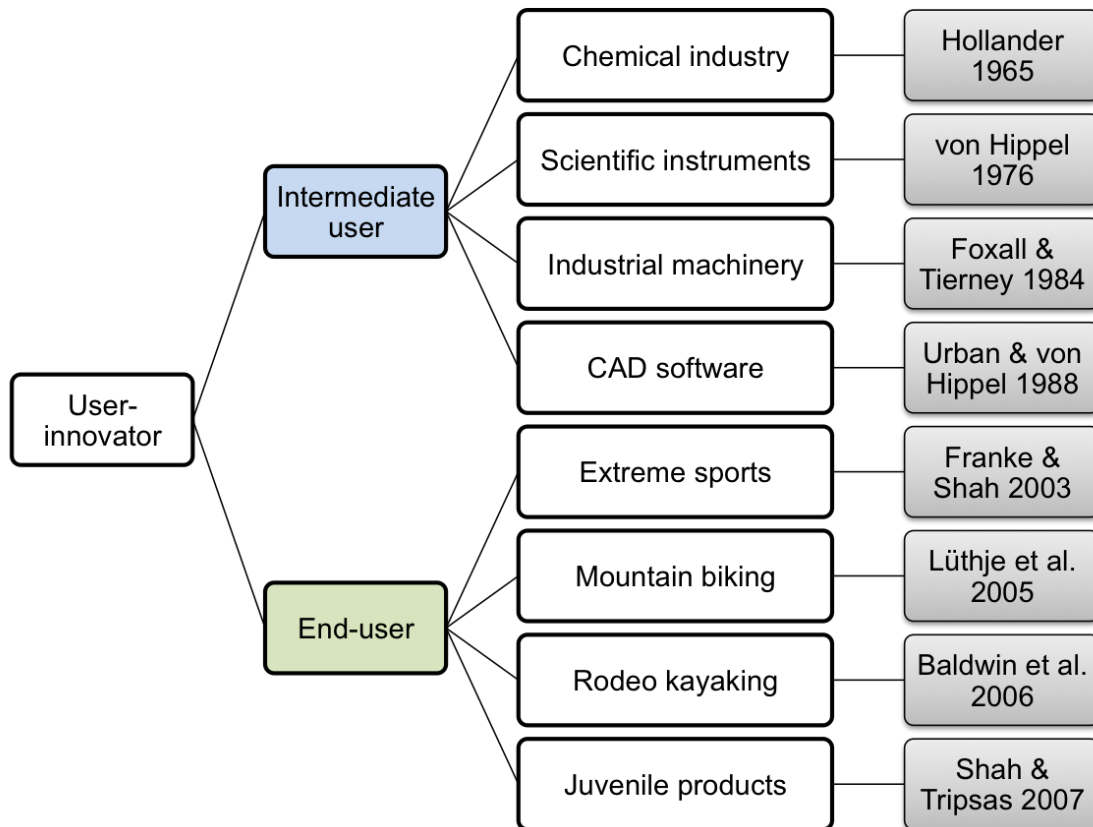 Chemical industry
Hollander
1965
Scientific instruments
von Hippel
1976
Intermediate
user
Industrial machinery
Foxall &
Tierney 1984
CAD software
Urban & von
Hippel 1988
User-
innovator
Extreme sports
Franke &
Shah 2003
Mountain biking
Lüthje et al.
2005
End-user
Rodeo kayaking
Baldwin et al.
2006
Juvenile products
Shah &
Tripsas 2007